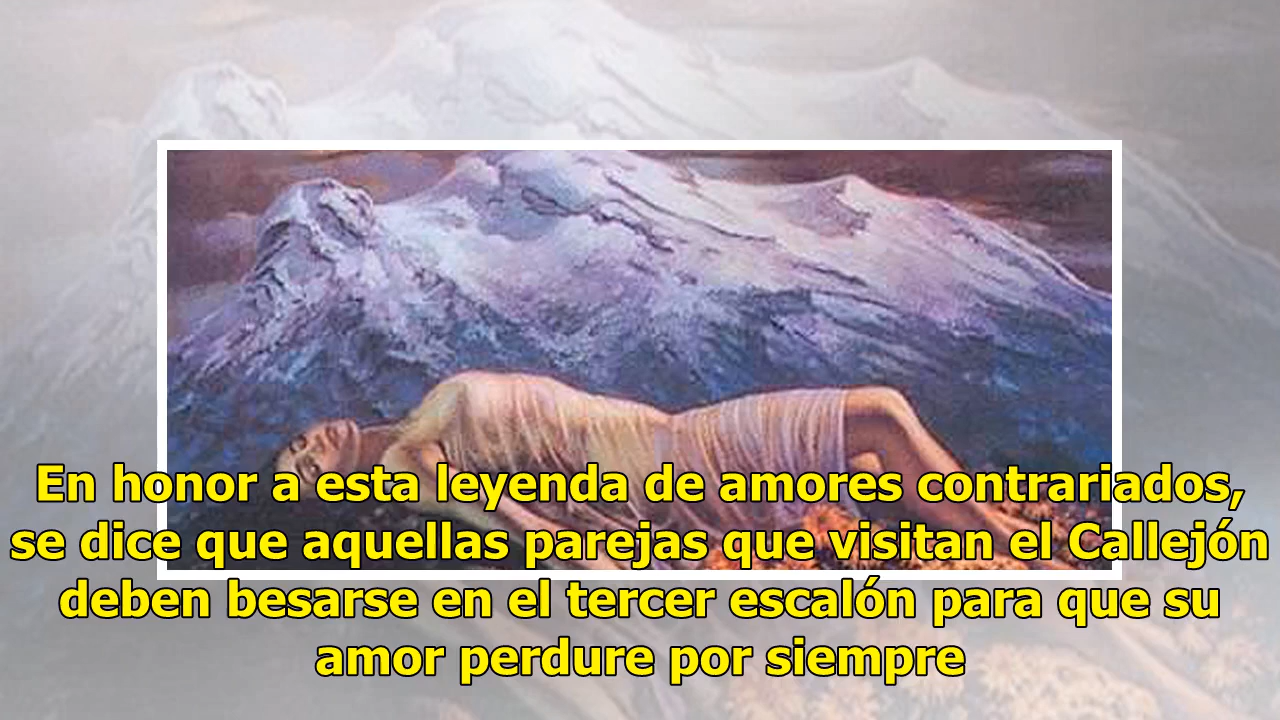 En honor a esta leyenda de amores contrariados,
se dice que aquellas parejas que visitan el Callejón
deben besarse en el tercer escalón para que su
amor perdure por siempre